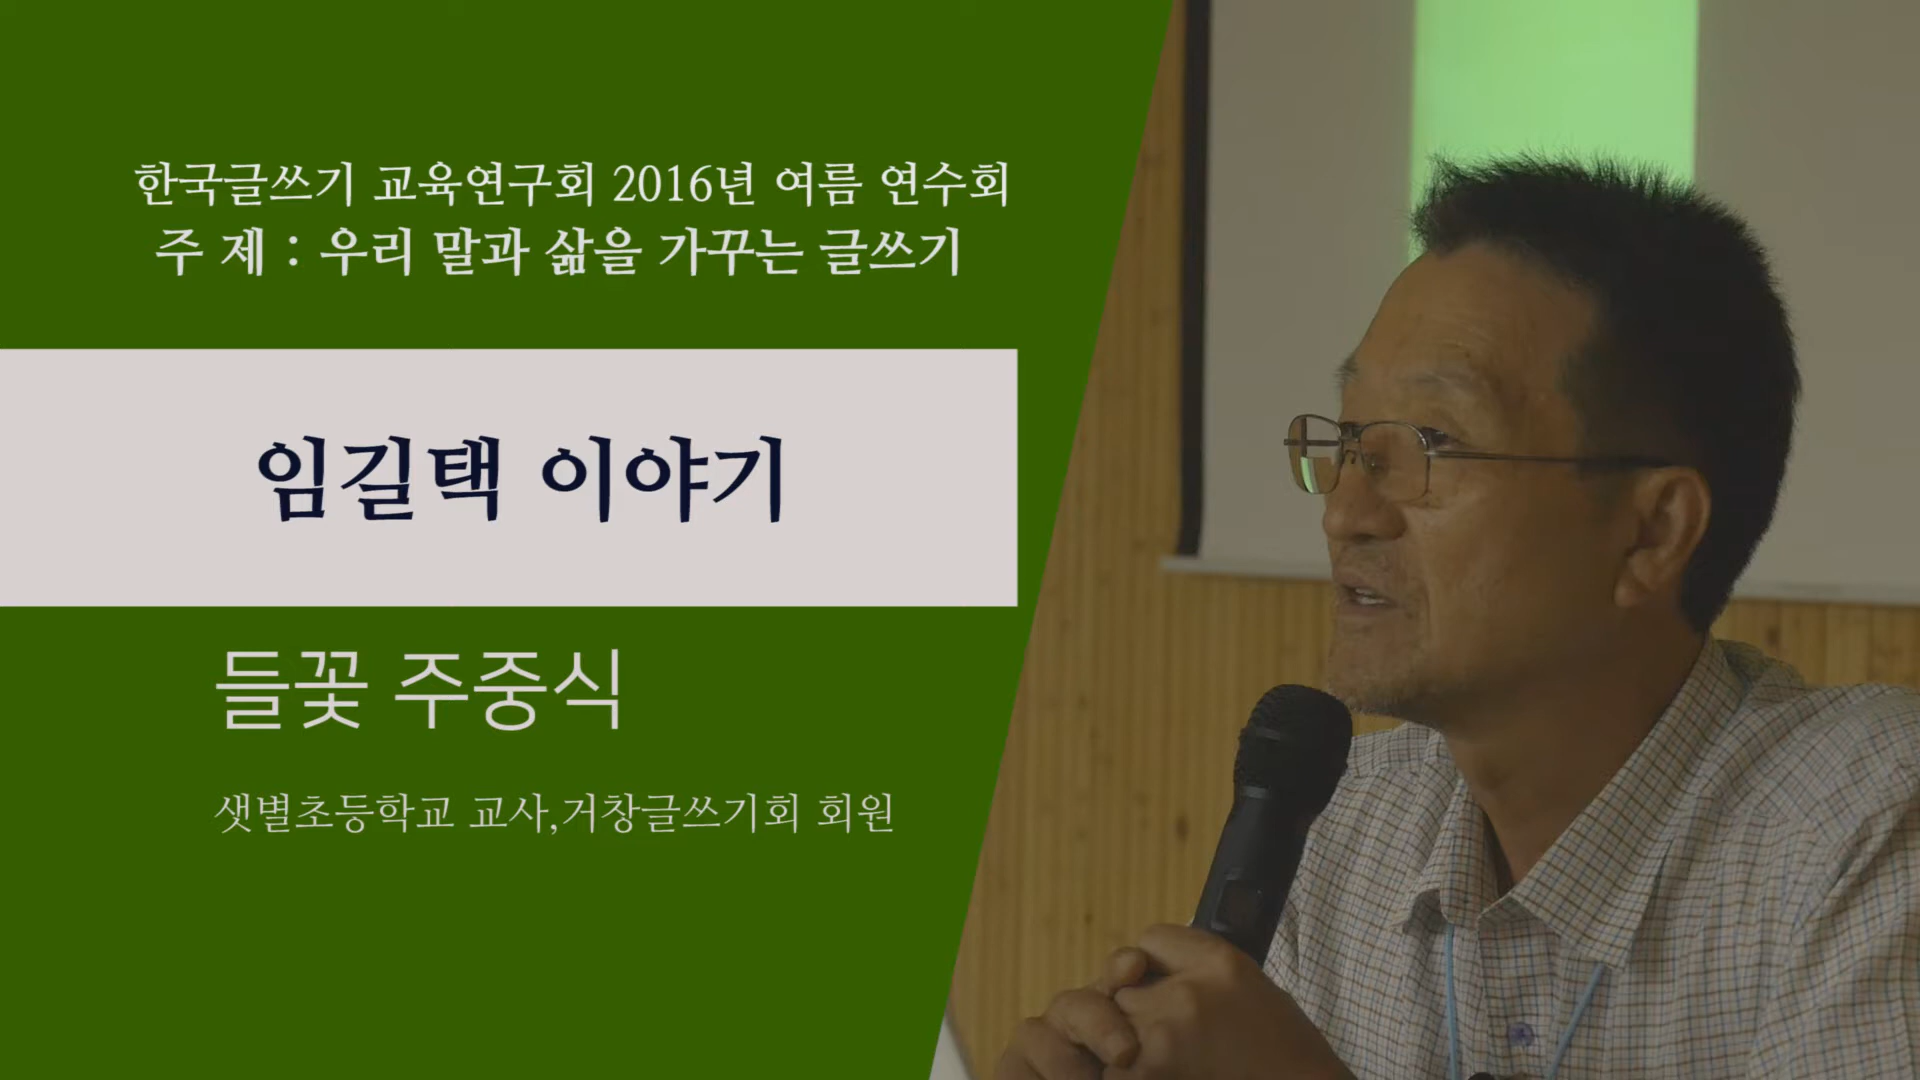 한국글쓰기 교육연구회 2016년 여름 연수회
주 제 : 우리 말과 삶을 가꾸는 글쓰기
임길택 이야기
들꽃 주중식
샛별초등학교 교사,거창글쓰기회 회원